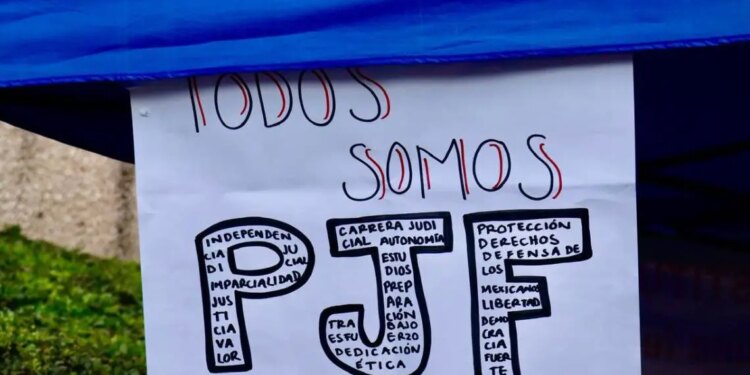 TODOS
SOMOS
PJF
INDEPENDEN
CIA JU
DI CIAL
IMPARCIALIDAD
JUS
TI
CIA
VA
LOR
CARRERA JUDI
CIAL AUTONOMÍA
ESTU
DIOS
PREP
ARA
CIÓN
TRA BAJO
ESFU ERZO
DEDICACIÓN
ÉTICA
PROTECCIÓN
DERECHOS
DEFENSA DE
LOS
MEXICANOS
LIBERTAD
DEMO
CRA
CIA
FUER
TE